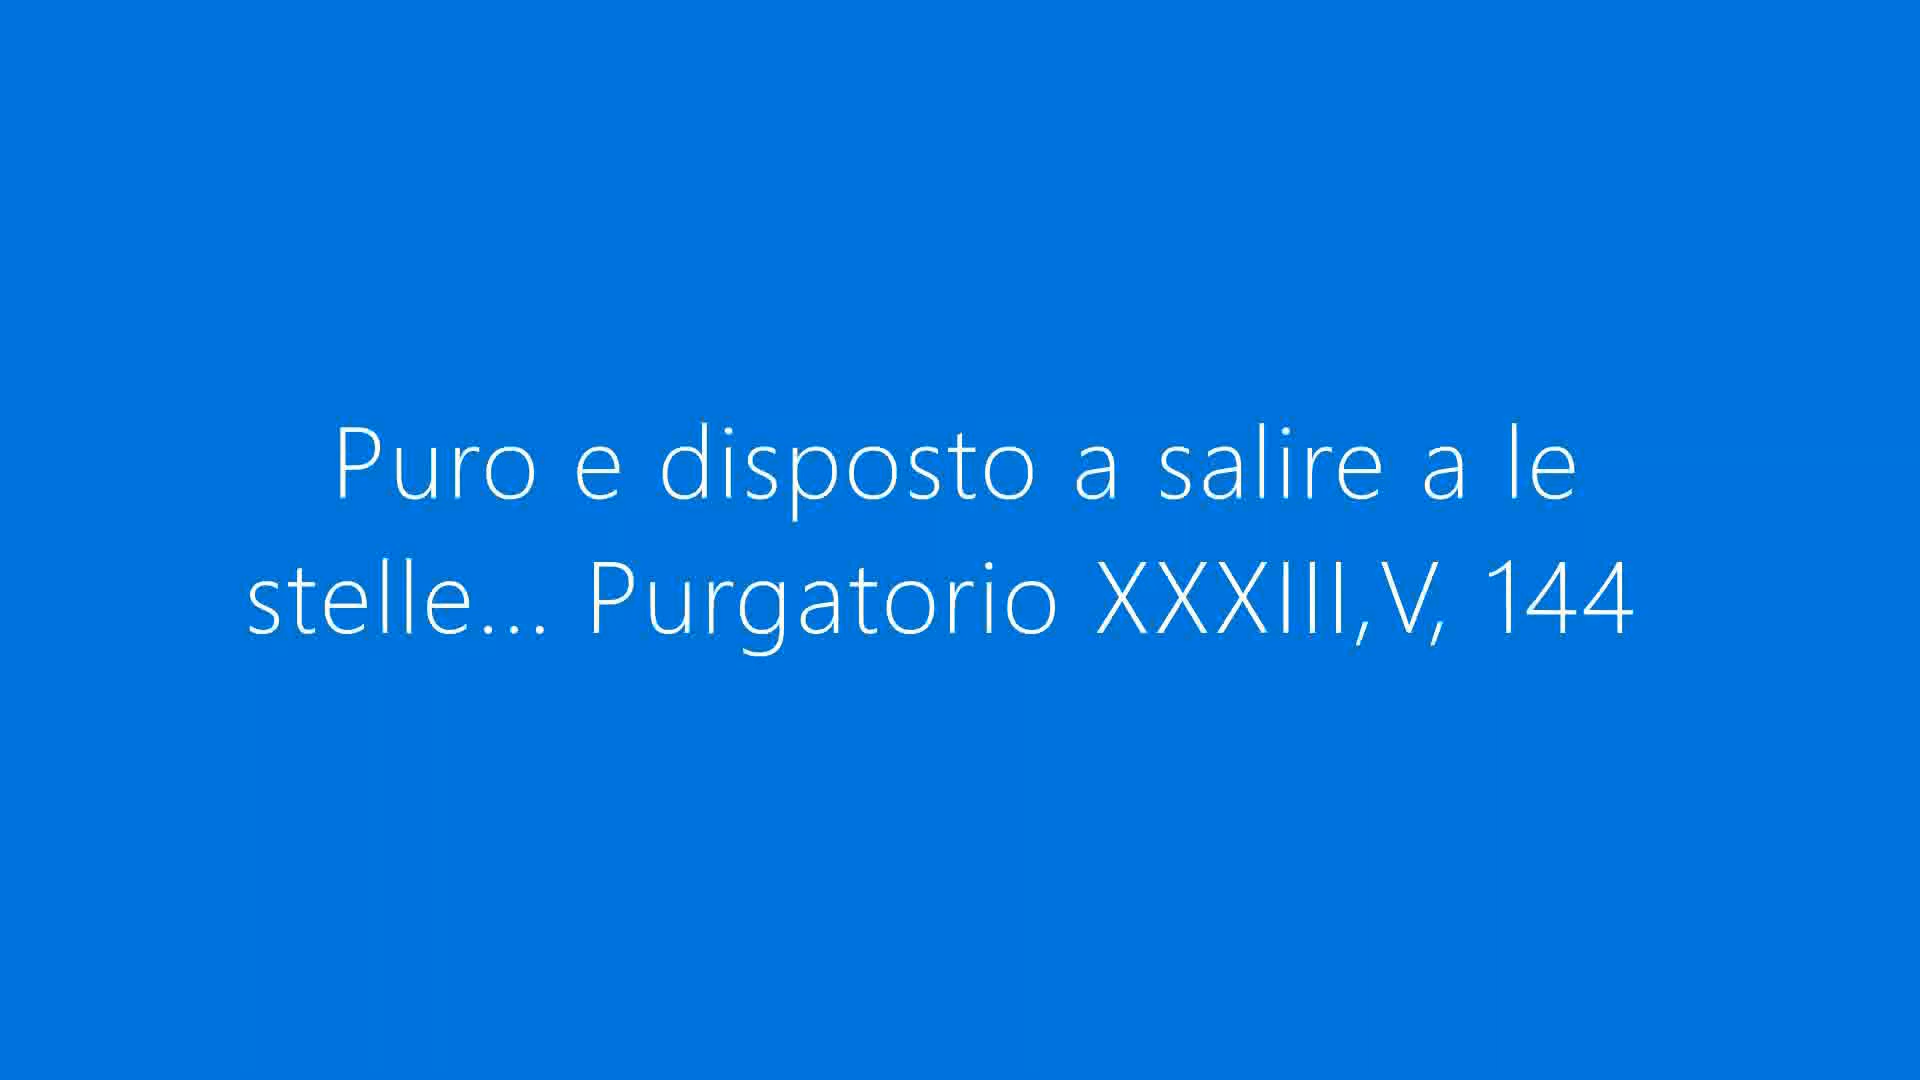 Puro e disposto a salire a le
stelle... Purgatorio XXXIII,V, 144